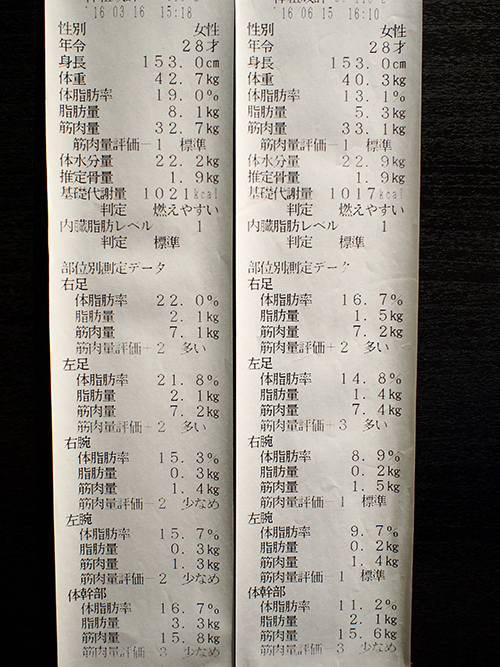 '16 03 16 15:18
性別 女性
年令 28才
身長 153.0cm
体重 42.7kg
体脂肪率 19.0%
脂肪量 8.1kg
筋肉量 32.7kg
筋肉量評価-1 標準
体水分量 22.2kg
推定骨量 1.9kg
基礎代謝量 1021kcal
判定 燃えやすい
内臓脂肪レベル 1
判定 標準
部位別測定データ
右足
体脂肪率 22.0%
脂肪量 2.1kg
筋肉量 7.1kg
筋肉量評価+2 多い
左足
体脂肪率 21.8%
脂肪量 2.1kg
筋肉量 7.2kg
筋肉量評価+2 多い
右腕
体脂肪率 15.3%
脂肪量 0.3kg
筋肉量 1.4kg
筋肉量評価-2 少なめ
左腕
体脂肪率 15.7%
脂肪量 0.3kg
筋肉量 1.3kg
筋肉量評価-2 少なめ
体幹部
体脂肪率 16.7%
脂肪量 3.3kg
筋肉量 15.8kg
筋肉量評価-3 少なめ
'16 06 15 16:10
性別 女性
年令 28才
身長 153.0cm
体重 40.3kg
体脂肪率 13.1%
脂肪量 5.3kg
筋肉量 33.1kg
筋肉量評価-1 標準
体水分量 22.9kg
推定骨量 1.9kg
基礎代謝量 1017kcal
判定 燃えやすい
内臓脂肪レベル 1
判定 標準
部位別測定データ
右足
体脂肪率 16.7%
脂肪量 1.5kg
筋肉量 7.2kg
筋肉量評価+2 多い
左足
体脂肪率 14.8%
脂肪量 1.4kg
筋肉量 7.4kg
筋肉量評価+3 多い
右腕
体脂肪率 8.9%
脂肪量 0.2kg
筋肉量 1.5kg
筋肉量評価-1 標準
左腕
体脂肪率 9.7%
脂肪量 0.2kg
筋肉量 1.4kg
筋肉量評価-1 標準
体幹部
体脂肪率 11.2%
脂肪量 2.1kg
筋肉量 15.6kg
筋肉量評価-3 少なめ